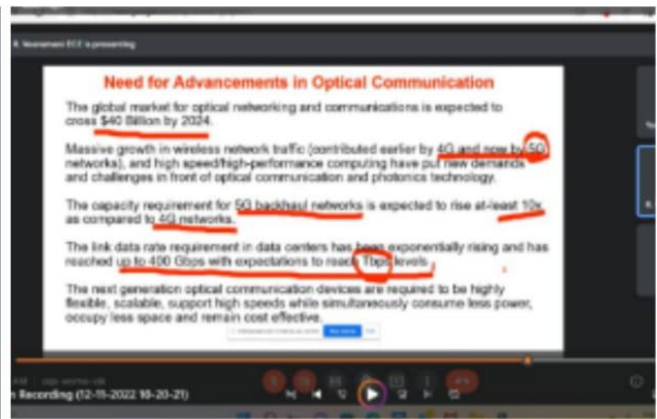 is presenting
Need for Advancements in Optical Communication
The global market for optical networking and communications is expected to
cross $40 Billion by 2024.
Massive growth in wireless network traffic (contributed earlier by 4G and now by 5G
networks), and high speed/high-performance computing have put new demands
and challenges in front of optical communication and photonics technology.
The capacity requirement for 5G backhaul networks is expected to rise at-least 10x
as compared to 4G networks.
The link data rate requirement in data centers has been exponentially rising and has
reached up to 400 Gbps with expectations to reach Tbps levels
The next generation optical communication devices are required to be highly
flexible, scalable, support high speeds while simultaneously consume less power,
occupy less space and remain cost effective.
Recording (12-11-2022 10-20-21)